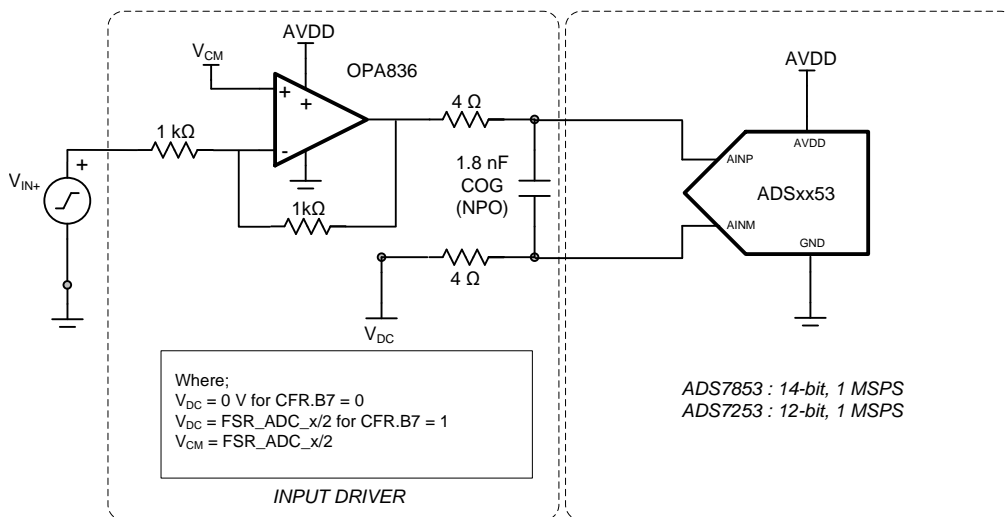 AVDD
V_CM
OPA836
+
-
+
1 kΩ
1kΩ
4 Ω
1.8 nF
COG
(NPO)
4 Ω
V_IN+
+
V_DC
AVDD
AVDD
AINP
ADSxx53
AINM
GND
Where;
V_DC = 0 V for CFR.B7 = 0
V_DC = FSR_ADC_x/2 for CFR.B7 = 1
V_CM = FSR_ADC_x/2
INPUT DRIVER
ADS7853 : 14-bit, 1 MSPS
ADS7253 : 12-bit, 1 MSPS